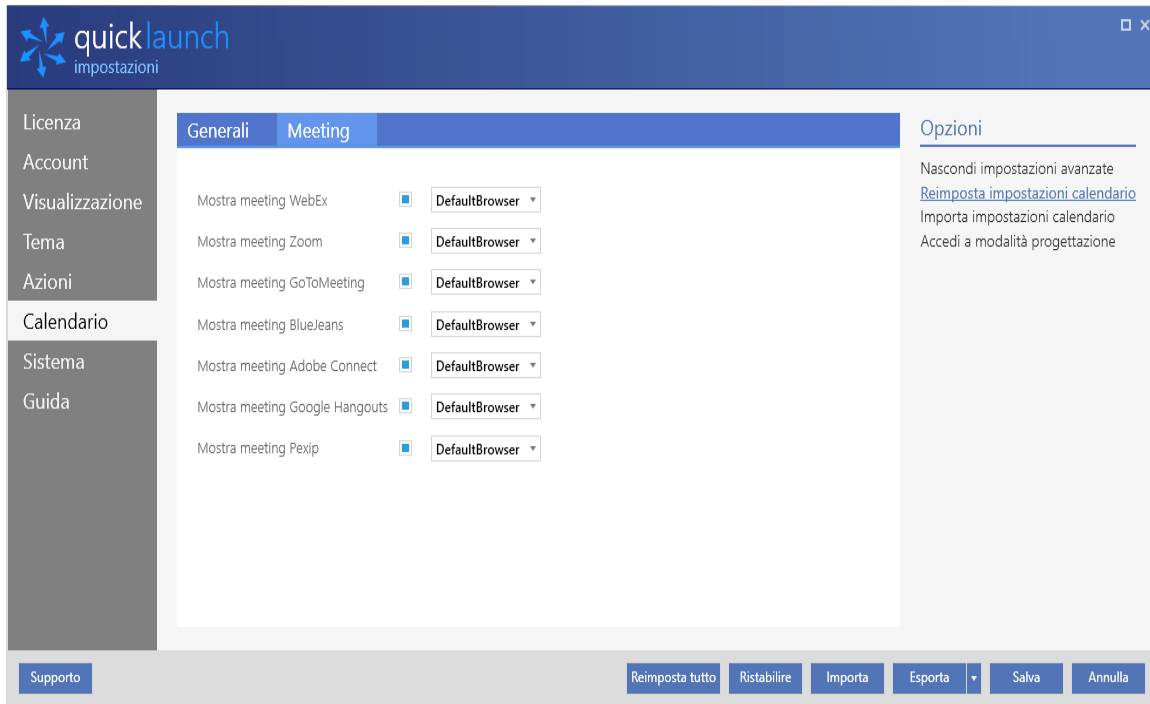 quicklaunch
impostazioni
Licenza
Account
Visualizzazione
Tema
Azioni
Calendario
Sistema
Guida
Generali Meeting
Mostra meeting WebEx DefaultBrowser
Mostra meeting Zoom DefaultBrowser
Mostra meeting GoToMeeting DefaultBrowser
Mostra meeting BlueJeans DefaultBrowser
Mostra meeting Adobe Connect DefaultBrowser
Mostra meeting Google Hangouts DefaultBrowser
Mostra meeting Pexip DefaultBrowser
Opzioni
Nascondi impostazioni avanzate
Reimposta impostazioni calendario
Importa impostazioni calendario
Accedi a modalità progettazione
Supporto Reimposta tutto Ristabilire Importa Esporta Salva Annulla